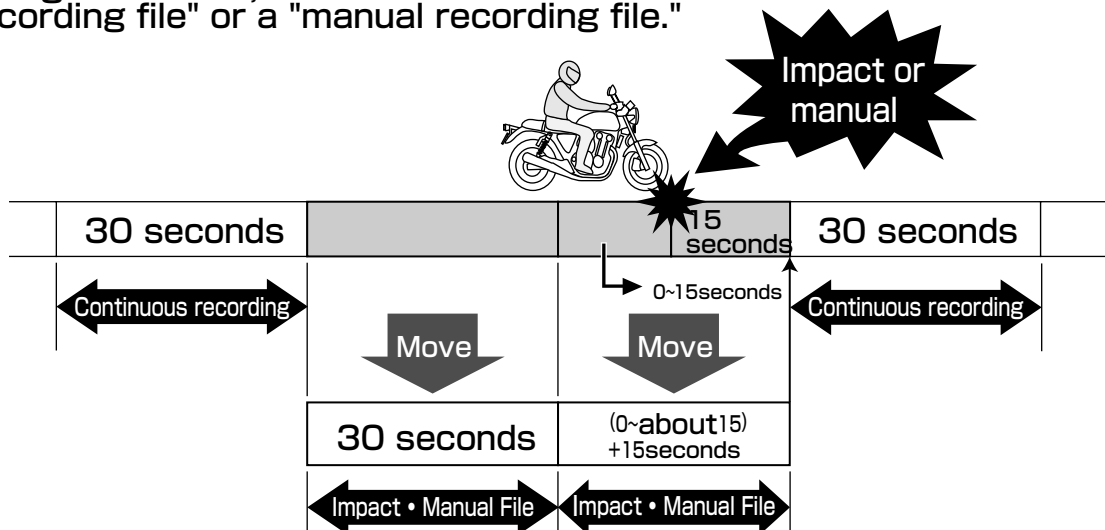 cording file" or a "manual recording file."
Impact or
manual
30 seconds
15
seconds
30 seconds
0~15seconds
Continuous recording
Continuous recording
Move
Move
30 seconds
(0~about15)
+15seconds
Impact • Manual File
Impact • Manual File